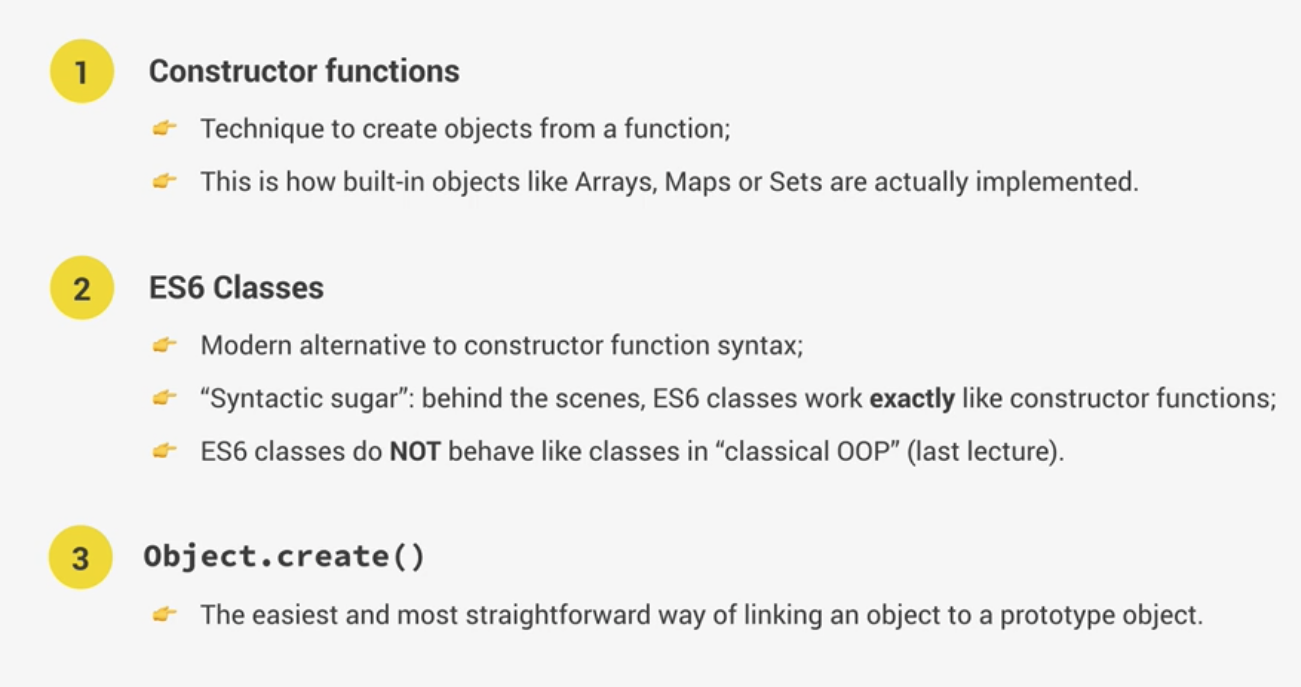 1 Constructor functions
👉 Technique to create objects from a function;
👉 This is how built-in objects like Arrays, Maps or Sets are actually implemented.
2 ES6 Classes
👉 Modern alternative to constructor function syntax;
👉 “Syntactic sugar”: behind the scenes, ES6 classes work exactly like constructor functions;
👉 ES6 classes do NOT behave like classes in “classical OOP” (last lecture).
3 Object.create()
👉 The easiest and most straightforward way of linking an object to a prototype object.